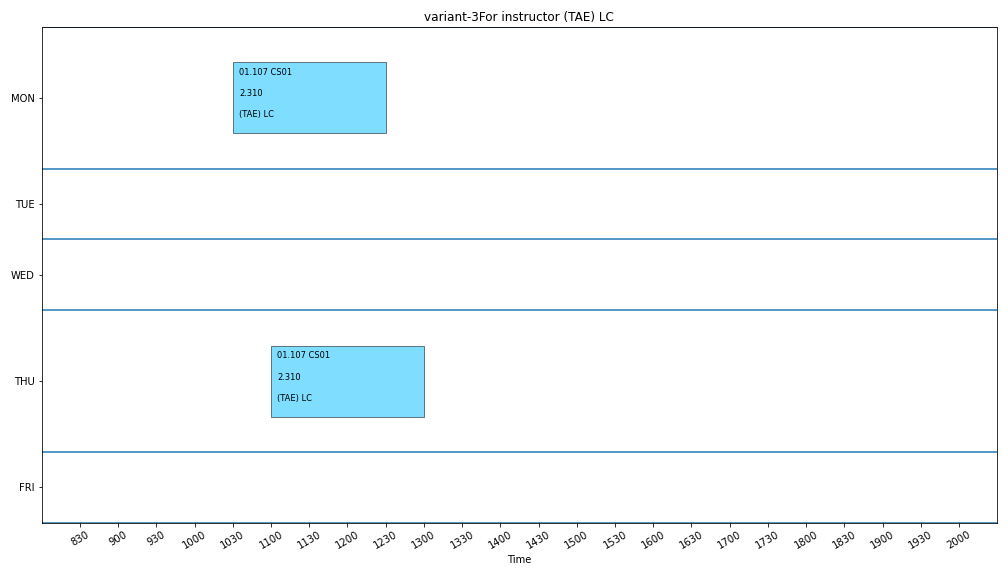 variant-3For instructor (TAE) LC
MON
01.107 CS01
2.310
(TAE) LC
TUE
WED
THU
01.107 CS01
2.310
(TAE) LC
FRI
830 900 930 1000 1030 1100 1130 1200 1230 1300 1330 1400 1430 1500 1530 1600 1630 1700 1730 1800 1830 1900 1930 2000
Time